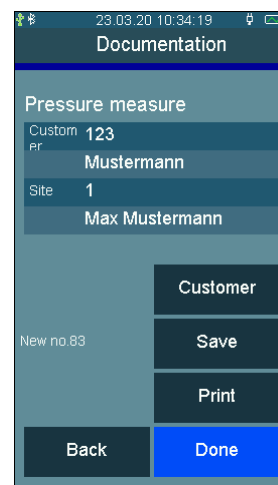 23.03.20 10:34:19
Documentation
Pressure measure
Custom 123
er
Mustermann
Site 1
Max Mustermann
Customer
New no.83 Save
Print
Back Done